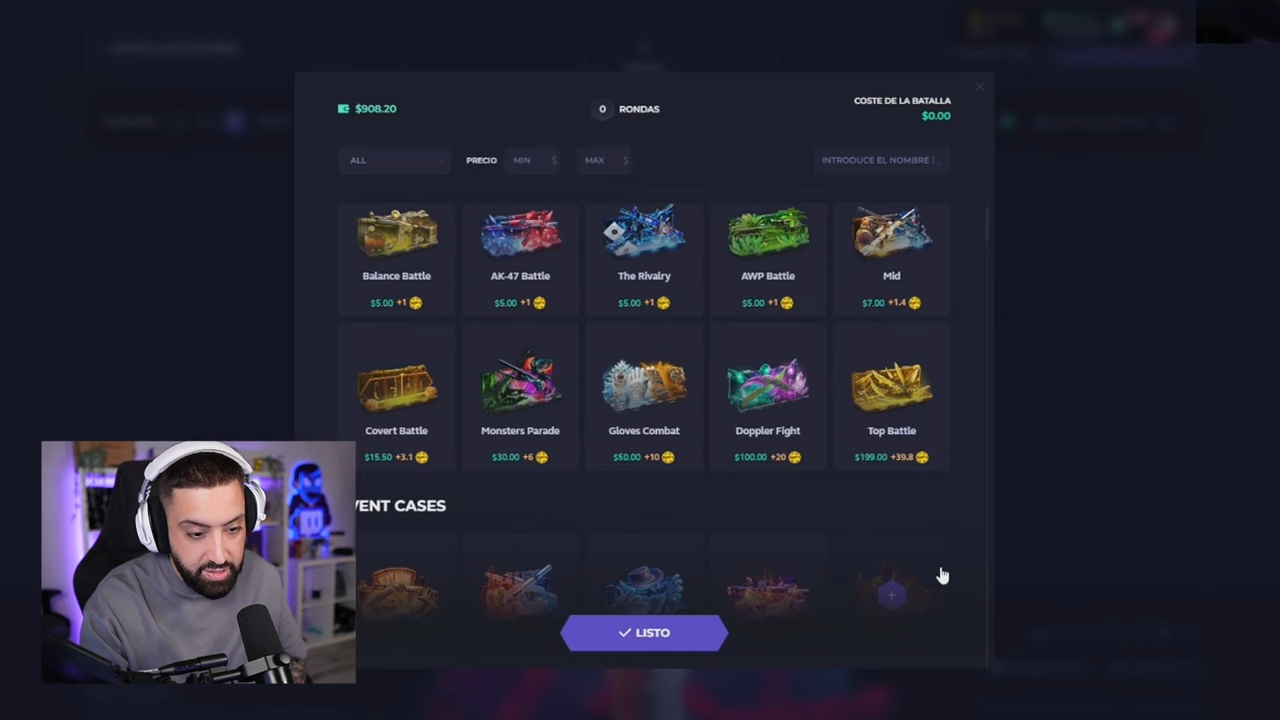 $908.20
0 RONDAS
COSTE DE LA BATALLA
$0.00
ALL
PRECIO
MIN $
MAX $
INTRODUCE EL NOMBRE
Balance Battle
AK-47 Battle
The Rivalry
AWP Battle
Mid
$5.00 +1
$5.00 +1
$5.00 +1
$5.00 +1
$7.00 +1.4
Covert Battle
Monsters Parade
Gloves Combat
Doppler Fight
Top Battle
$15.50 +3.1
$30.00 +6
$50.00 +10
$100.00 +20
$199.00 +39.8
VENT CASES
LISTO